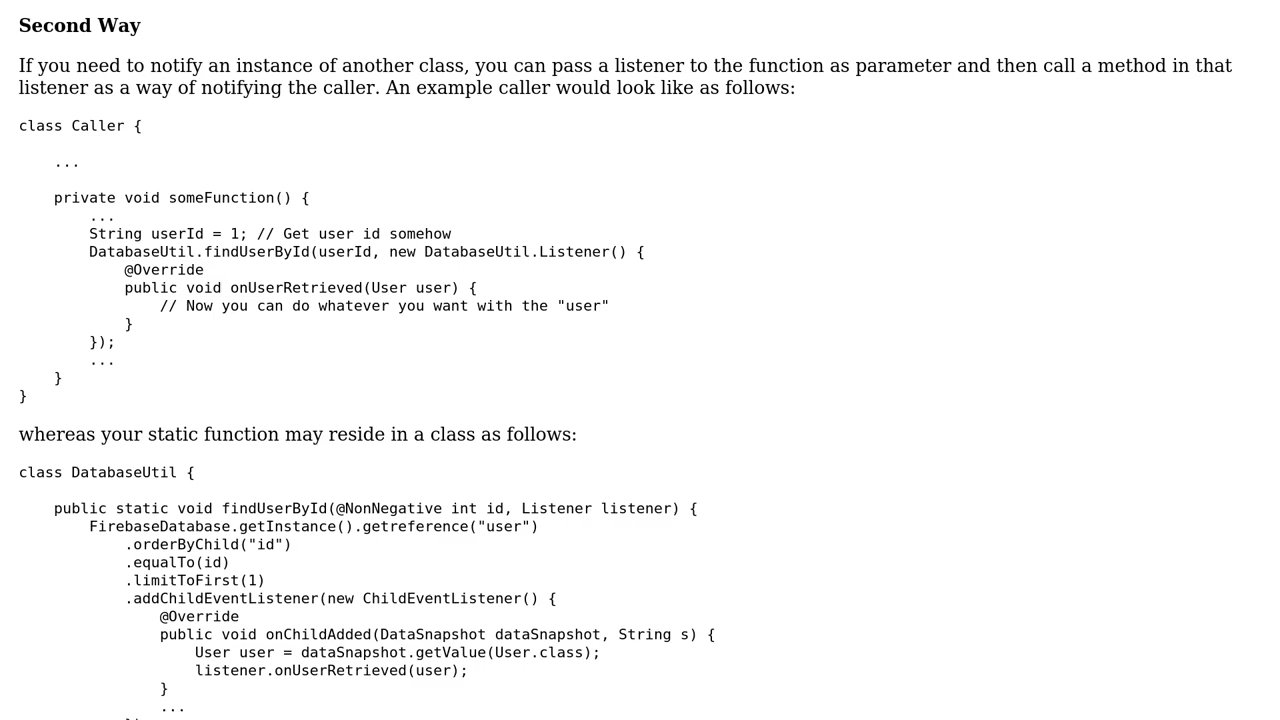 Second Way
If you need to notify an instance of another class, you can pass a listener to the function as parameter and then call a method in that
listener as a way of notifying the caller. An example caller would look like as follows:
class Caller {
    ...
    private void someFunction() {
        ...
        String userId = 1; // Get user id somehow
        DatabaseUtil.findUserById(userId, new DatabaseUtil.Listener() {
            @Override
            public void onUserRetrieved(User user) {
                // Now you can do whatever you want with the "user"
            }
        });
        ...
    }
}
whereas your static function may reside in a class as follows:
class DatabaseUtil {
    public static void findUserById(@NonNegative int id, Listener listener) {
        FirebaseDatabase.getInstance().getreference("user")
            .orderByChild("id")
            .equalTo(id)
            .limitToFirst(1)
            .addChildEventListener(new ChildEventListener() {
                @Override
                public void onChildAdded(DataSnapshot dataSnapshot, String s) {
                    User user = dataSnapshot.getValue(User.class);
                    listener.onUserRetrieved(user);
                }
                ...